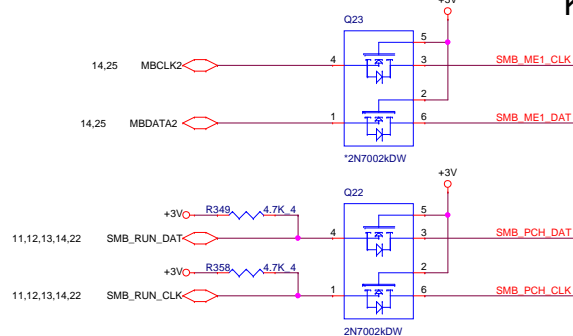 +3V
Q23
5
14,25 MBCLK2 4 3 SMB_ME1_CLK
2
14,25 MBDATA2 1 6 SMB_ME1_DAT
*2N7002kDW
+3V
Q22
+3V R349 4.7K_4 5
11,12,13,14,22 SMB_RUN_DAT 4 3 SMB_PCH_DAT
+3V R358 4.7K_4 2
11,12,13,14,22 SMB_RUN_CLK 1 6 SMB_PCH_CLK
2N7002kDW